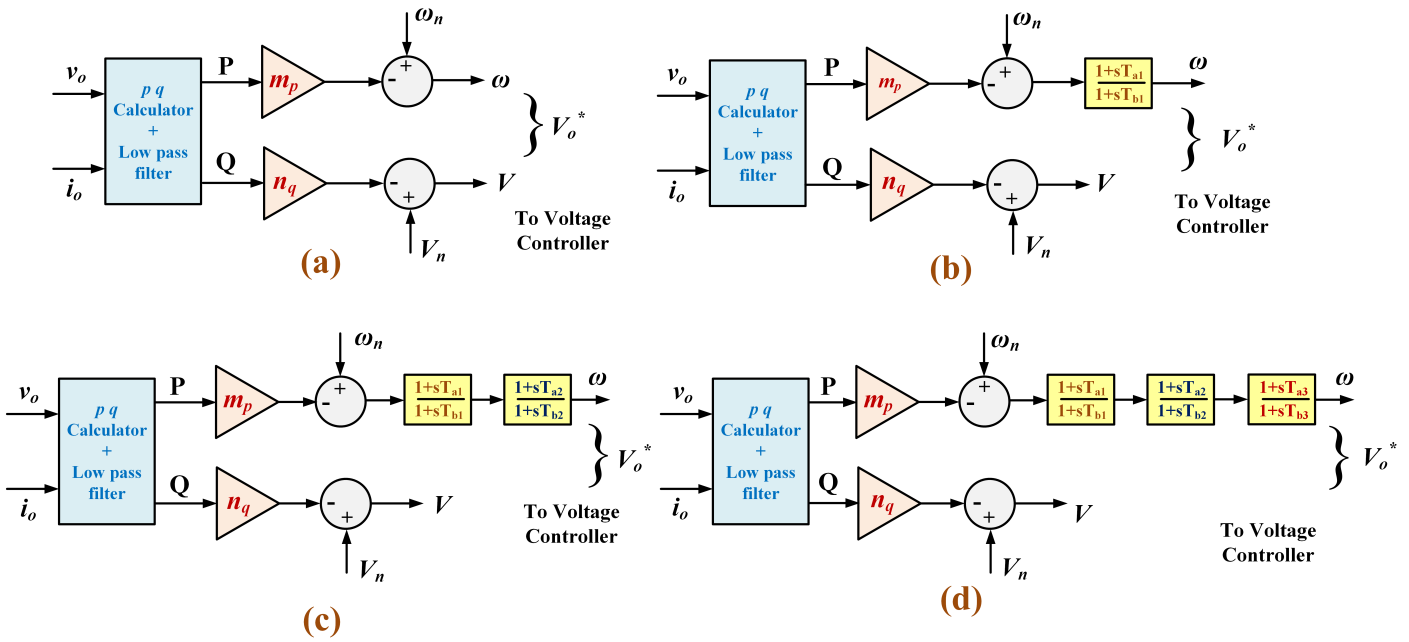 ωn
vo
P
mp
-
+
ω
p q
Calculator
+
Low pass
filter
} Vo*
io
Q
nq
-
+
V
To Voltage
Controller
Vn
(a)
ωn
vo
P
mp
-
+
1+sTa1
1+sTb1
ω
p q
Calculator
+
Low pass
filter
} Vo*
io
Q
nq
-
+
V
To Voltage
Controller
Vn
(b)
ωn
vo
P
mp
-
+
1+sTa1
1+sTb1
1+sTa2
1+sTb2
ω
p q
Calculator
+
Low pass
filter
} Vo*
io
Q
nq
-
+
V
To Voltage
Controller
Vn
(c)
ωn
vo
P
mp
-
+
1+sTa1
1+sTb1
1+sTa2
1+sTb2
1+sTa3
1+sTb3
ω
p q
Calculator
+
Low pass
filter
} Vo*
io
Q
nq
-
+
V
To Voltage
Controller
Vn
(d)